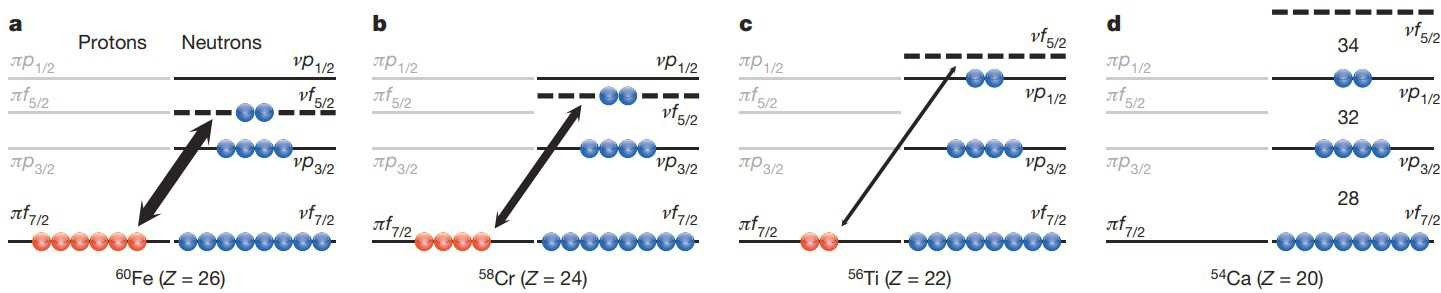 a
Protons Neutrons
πp1/2
νp1/2
πf5/2
νf5/2
πp3/2
νp3/2
πf7/2
νf7/2
60Fe (Z = 26)
b
πp1/2
νp1/2
πf5/2
νf5/2
πp3/2
νp3/2
πf7/2
νf7/2
58Cr (Z = 24)
c
νf5/2
πp1/2
νp1/2
πf5/2
πp3/2
νp3/2
πf7/2
νf7/2
56Ti (Z = 22)
d
νf5/2
34
πp1/2
νp1/2
πf5/2
32
πp3/2
νp3/2
28
πf7/2
νf7/2
54Ca (Z = 20)